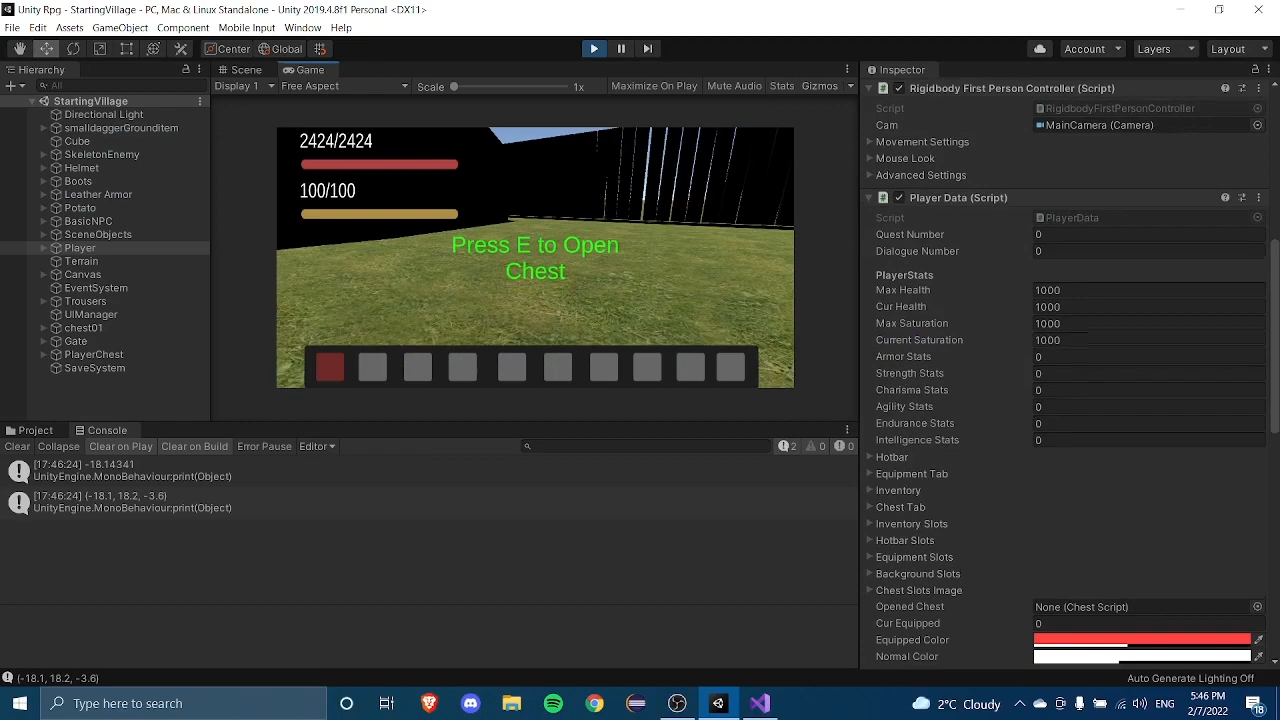 Unity Rpg - StartingVillage - PC, Mac & Linux Standalone - Unity 2019.4.8f1 Personal <DX11>
File Edit Assets GameObject Component Mobile Input Window Help
Center Global Account Layers Layout
Hierarchy
All
StartingVillage
Directional Light
smalldaggerGrounditem
Cube
SkeletonEnemy
Helmet
Boots
Leather Armor
Potato
BasicNPC
SceneObjects
Player
Terrain
Canvas
EventSystem
Trousers
UIManager
chest01
Gate
PlayerChest
SaveSystem
Scene Game
Display 1 Free Aspect Scale 1x Maximize On Play Mute Audio Stats Gizmos
2424/2424
100/100
Press E to Open
Chest
Project Console
Clear Collapse Clear on Play Clear on Build Error Pause Editor 2 0 0
[17:46:24] -18.14341
UnityEngine.MonoBehaviour:print(Object)
[17:46:24] (-18.1, 18.2, -3.6)
UnityEngine.MonoBehaviour:print(Object)
Inspector
Rigidbody First Person Controller (Script)
Script RigidbodyFirstPersonController
Cam MainCamera (Camera)
Movement Settings
Mouse Look
Advanced Settings
Player Data (Script)
Script PlayerData
Quest Number 0
Dialogue Number 0
PlayerStats
Max Health 1000
Cur Health 1000
Max Saturation 1000
Current Saturation 1000
Armor Stats 0
Strength Stats 0
Charisma Stats 0
Agility Stats 0
Endurance Stats 0
Intelligence Stats 0
Hotbar
Equipment Tab
Inventory
Chest Tab
Inventory Slots
Hotbar Slots
Equipment Slots
Background Slots
Chest Slots Image
Opened Chest None (Chest Script)
Cur Equipped 0
Equipped Color
Normal Color
(-18.1, 18.2, -3.6) Auto Generate Lighting Off
Type here to search
2°C Cloudy
5:46 PM
2/7/2022
18